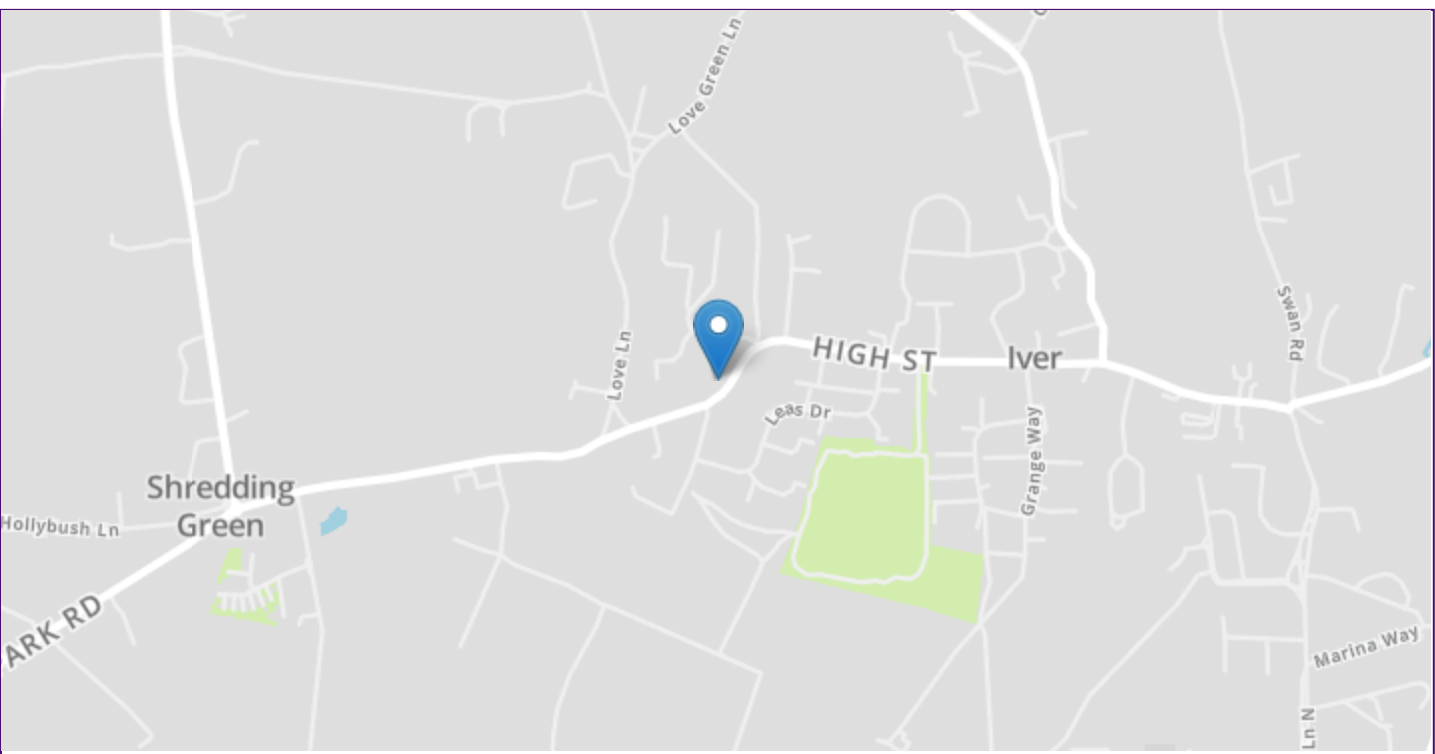 Love Green Ln
Swan Rd
HIGH ST
Iver
Love Ln
Leas Dr
Grange Way
Shredding
Green
Hollybush Ln
ARK RD
Marina Way
Ln N